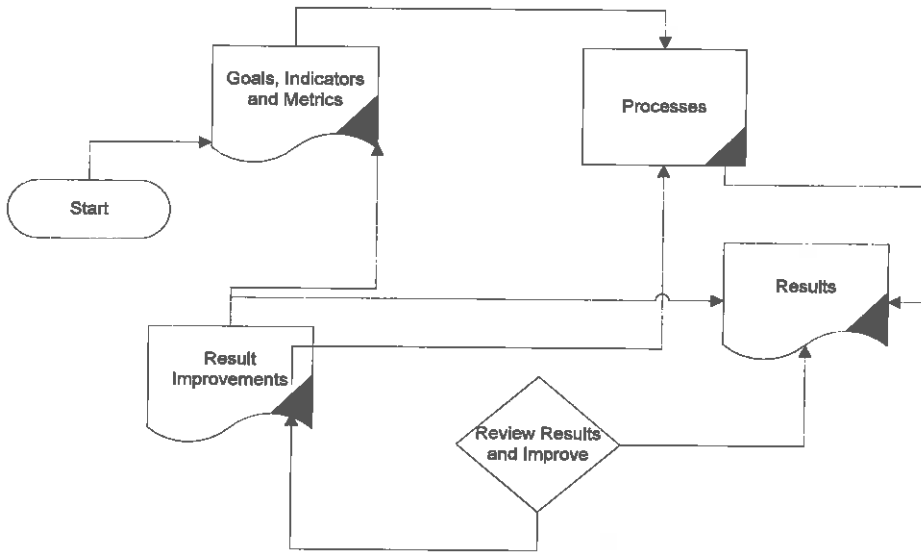 Goals, Indicators
and Metrics
Processes
Start
Results
Result
Improvements
Review Results
and Improve